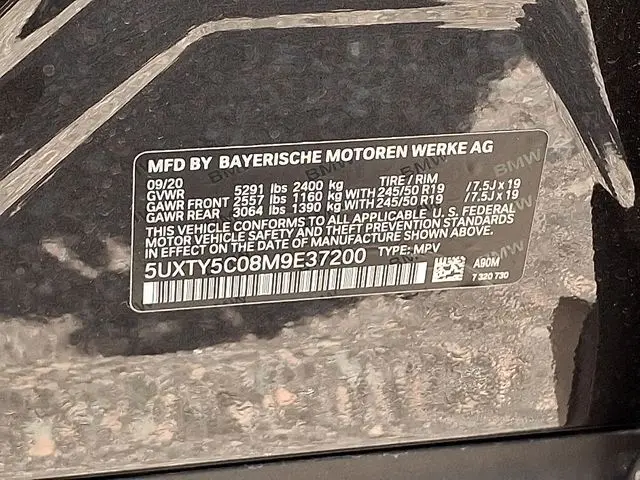 MFD BY BAYERISCHE MOTOREN WERKE AG
09/20 TIRE / RIM
GVWR 5291 lbs 2400 kg
GAWR FRONT 2557 lbs 1160 kg WITH 245/50 R19 / 7.5J x 19
GAWR REAR 3064 lbs 1390 kg WITH 245/50 R19 / 7.5J x 19
THIS VEHICLE CONFORMS TO ALL APPLICABLE U. S. FEDERAL
MOTOR VEHICLE SAFETY AND THEFT PREVENTION STANDARDS
IN EFFECT ON THE DATE OF MANUFACTURE SHOWN ABOVE.
5UXTY5C08M9E37200 TYPE: MPV
A90M
7 320 730
BMW
BMW
BMW